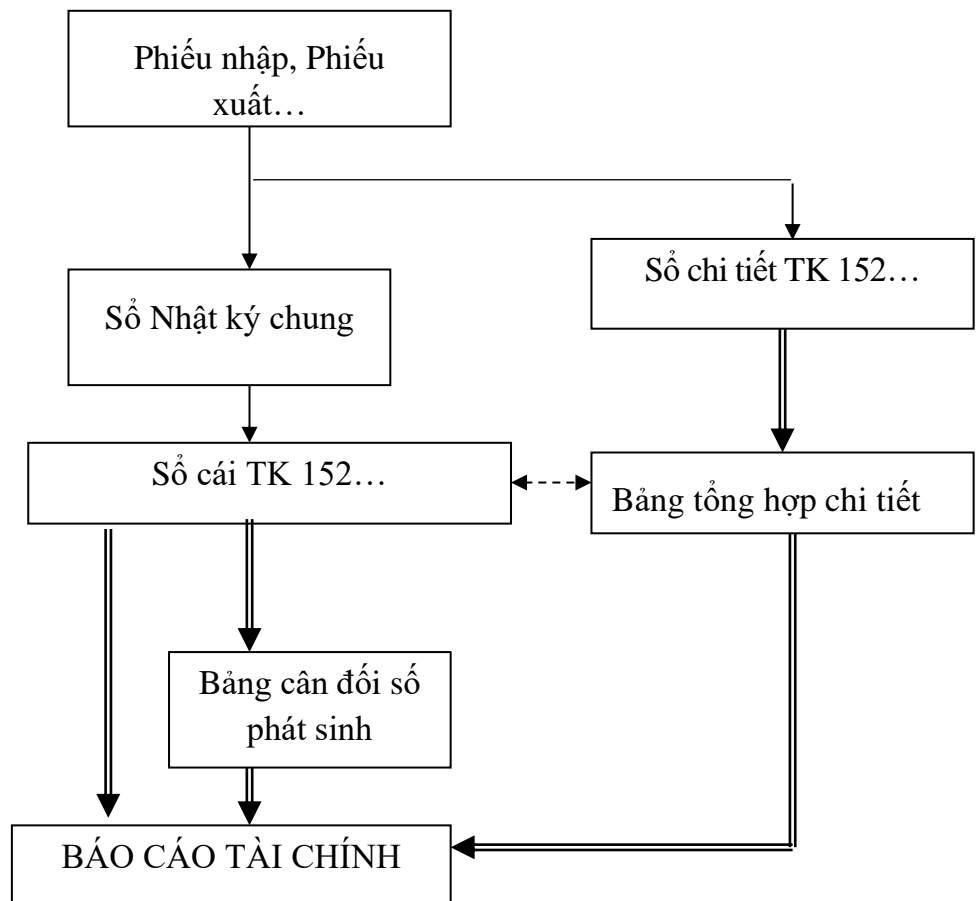 Phiếu nhập, Phiếu
xuất…
Sổ chi tiết TK 152…
Sổ Nhật ký chung
Sổ cái TK 152…
Bảng tổng hợp chi tiết
Bảng cân đối số
phát sinh
BÁO CÁO TÀI CHÍNH